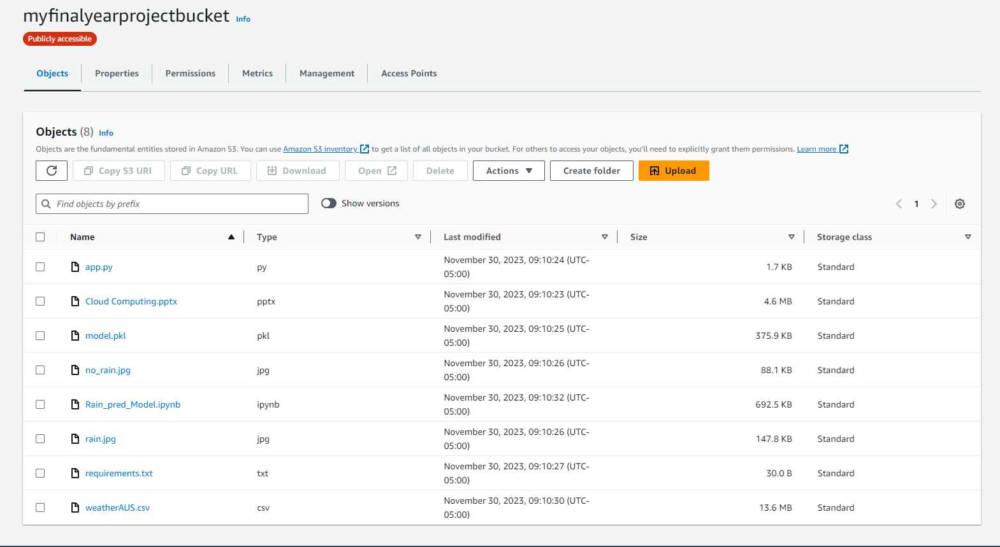 myfinalyearprojectbucket Info
Publicly accessible
Objects Properties Permissions Metrics Management Access Points
Objects (8) Info
Objects are the fundamental entities stored in Amazon S3. You can use Amazon S3 inventory to get a list of all objects in your bucket. For others to access your objects, you'll need to explicitly grant them permissions. Learn more
Copy S3 URI Copy URL Download Open Delete Actions Create folder Upload
Find objects by prefix Show versions 1
Name Type Last modified Size Storage class
app.py py November 30, 2023, 09:10:24 (UTC-
05:00) 1.7 KB Standard
Cloud Computing.pptx pptx November 30, 2023, 09:10:23 (UTC-
05:00) 4.6 MB Standard
model.pkl pkl November 30, 2023, 09:10:25 (UTC-
05:00) 375.9 KB Standard
no_rain.jpg jpg November 30, 2023, 09:10:26 (UTC-
05:00) 88.1 KB Standard
Rain_pred_Model.ipynb ipynb November 30, 2023, 09:10:32 (UTC-
05:00) 692.5 KB Standard
rain.jpg jpg November 30, 2023, 09:10:26 (UTC-
05:00) 147.8 KB Standard
requirements.txt txt November 30, 2023, 09:10:27 (UTC-
05:00) 30.0 B Standard
weatherAUS.csv csv November 30, 2023, 09:10:30 (UTC-
05:00) 13.6 MB Standard